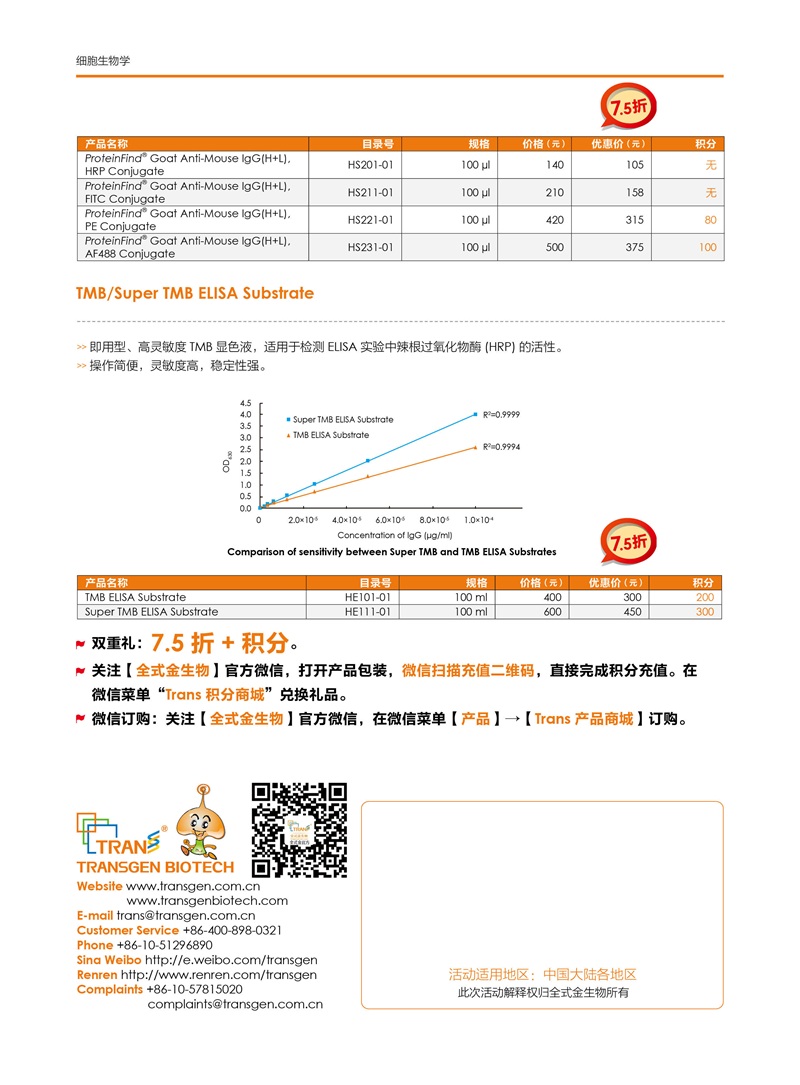 细胞生物学
7.5折
产品名称 目录号 规格 价格（元） 优惠价（元） 积分
ProteinFind® Goat Anti-Mouse IgG(H+L),
HRP Conjugate HS201-01 100 μl 140 105 无
ProteinFind® Goat Anti-Mouse IgG(H+L),
FITC Conjugate HS211-01 100 μl 210 158 无
ProteinFind® Goat Anti-Mouse IgG(H+L),
PE Conjugate HS221-01 100 μl 420 315 80
ProteinFind® Goat Anti-Mouse IgG(H+L),
AF488 Conjugate HS231-01 100 μl 500 375 100
TMB/Super TMB ELISA Substrate
>> 即用型、高灵敏度 TMB 显色液，适用于检测 ELISA 实验中辣根过氧化物酶 (HRP) 的活性。
>> 操作简便，灵敏度高，稳定性强。
4.5
4.0
3.5
3.0
2.5
2.0
1.5
1.0
0.5
0.0
OD630
Super TMB ELISA Substrate
TMB ELISA Substrate
R²=0.9999
R²=0.9994
0 2.0×10⁻⁵ 4.0×10⁻⁵ 6.0×10⁻⁵ 8.0×10⁻⁵ 1.0×10⁻⁴
Concentration of IgG (μg/ml)
Comparison of sensitivity between Super TMB and TMB ELISA Substrates
7.5折
产品名称 目录号 规格 价格（元） 优惠价（元） 积分
TMB ELISA Substrate HE101-01 100 ml 400 300 200
Super TMB ELISA Substrate HE111-01 100 ml 600 450 300
双重礼：7.5 折 + 积分。
关注【全式金生物】官方微信，打开产品包装，微信扫描充值二维码，直接完成积分充值。在
微信菜单“Trans 积分商城”兑换礼品。
微信订购：关注【全式金生物】官方微信，在微信菜单【产品】→【Trans 产品商城】订购。
TRANS®
TRANSGEN BIOTECH
Website www.transgen.com.cn
www.transgenbiotech.com
E-mail trans@transgen.com.cn
Customer Service +86-400-898-0321
Phone +86-10-51296890
Sina Weibo http://e.weibo.com/transgen
Renren http://www.renren.com/transgen
Complaints +86-10-57815020
complaints@transgen.com.cn
活动适用地区：中国大陆各地区
此次活动解释权归全式金生物所有